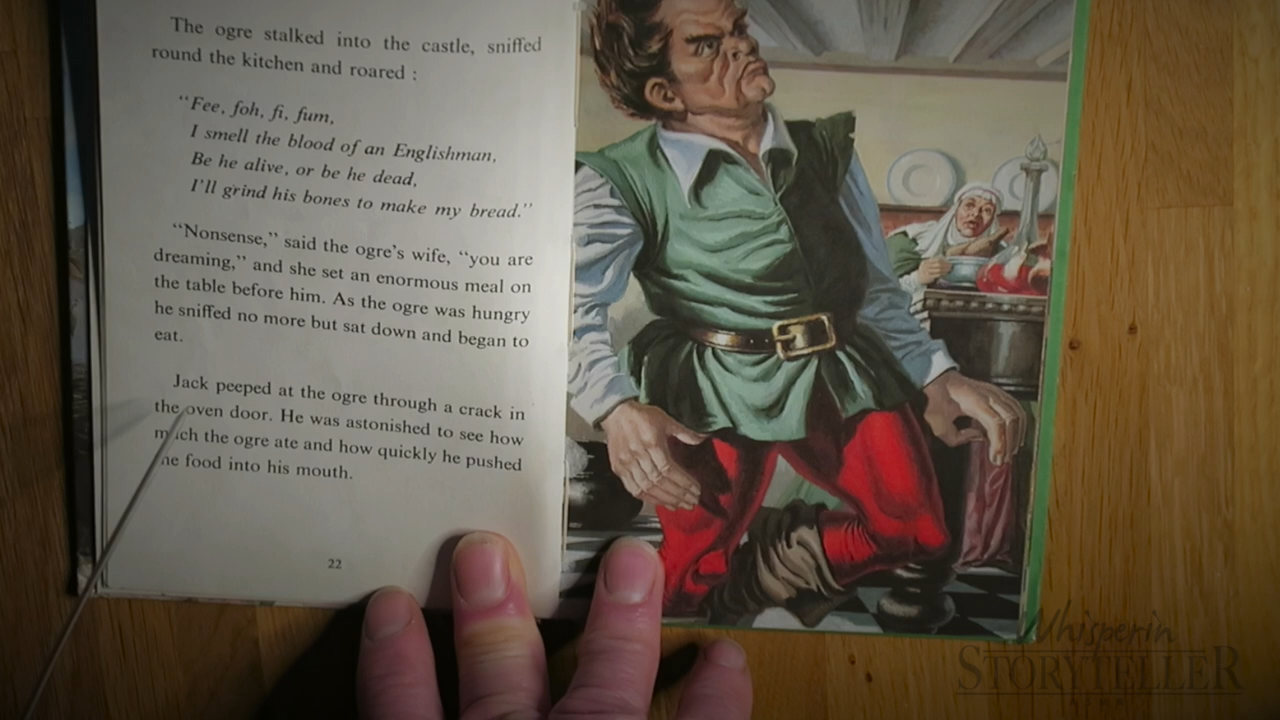 The ogre stalked into the castle, sniffed
round the kitchen and roared :
“Fee, foh, fi, fum,
I smell the blood of an Englishman,
Be he alive, or be he dead,
I’ll grind his bones to make my bread.”
“Nonsense,” said the ogre’s wife, “you are
dreaming,” and she set an enormous meal on
the table before him. As the ogre was hungry
he sniffed no more but sat down and began to
eat.
Jack peeped at the ogre through a crack in
the oven door. He was astonished to see how
much the ogre ate and how quickly he pushed
the food into his mouth.
22
Whisperin
STORYTELLER